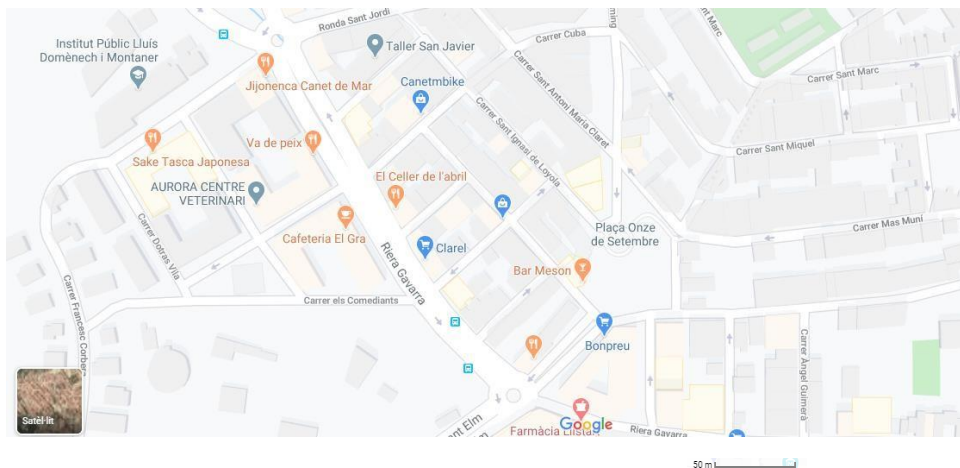 Ronda Sant Jordi
Institut Públic Lluís
Domènech i Montaner
Taller San Javier
Carrer Cuba
Sant Marc
Carrer Sant Marc
Jijonenca Canet de Mar
Canetmbike
Carrer Sant Antoni Maria Claret
Carrer Sant Ignasi de Loyola
Va de peix
Carrer Sant Miquel
Sake Tasca Japonesa
AURORA CENTRE
VETERINARI
El Celler de l'abril
Carrer Dotras Vila
Cafeteria El Gra
Riera Gavarra
Clarel
Plaça Onze
de Setembre
Carrer Mas Muní
Bar Meson
Carrer Francesc
Carrer els Comediants
Bonpreu
Carrer Àngel Guimerà
Satèl·lit
Elm
Farmàcia
Google
Riera Gavarra
50 m